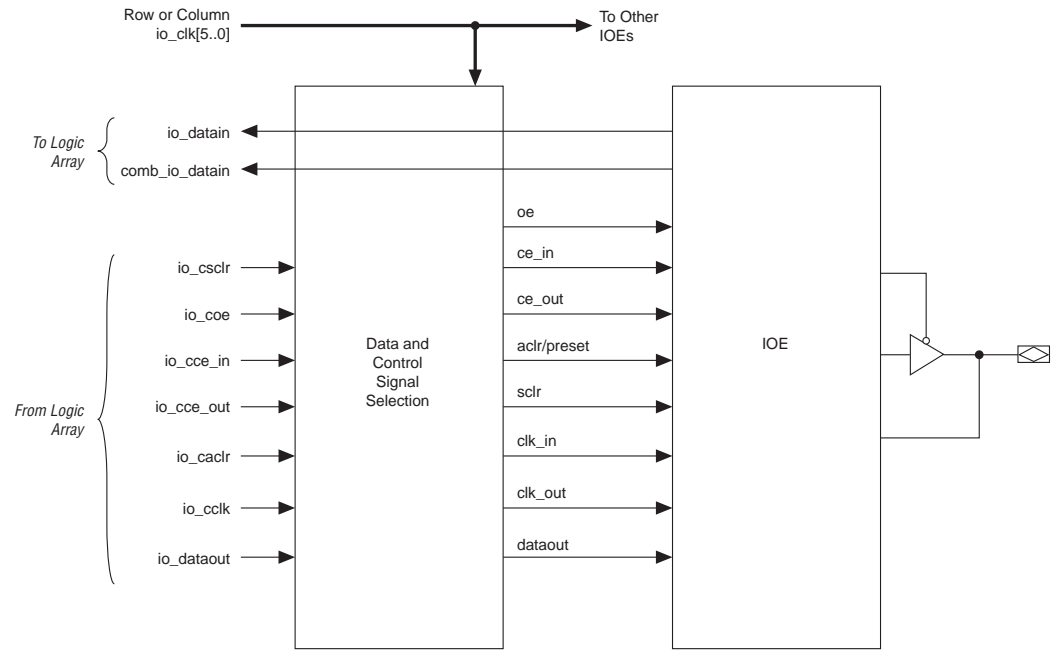 Row or Column
io_clk[5..0]
To Other
IOEs
To Logic
Array
io_datain
comb_io_datain
From Logic
Array
io_csclr
io_coe
io_cce_in
io_cce_out
io_caclr
io_cclk
io_dataout
Data and
Control
Signal
Selection
oe
ce_in
ce_out
aclr/preset
sclr
clk_in
clk_out
dataout
IOE